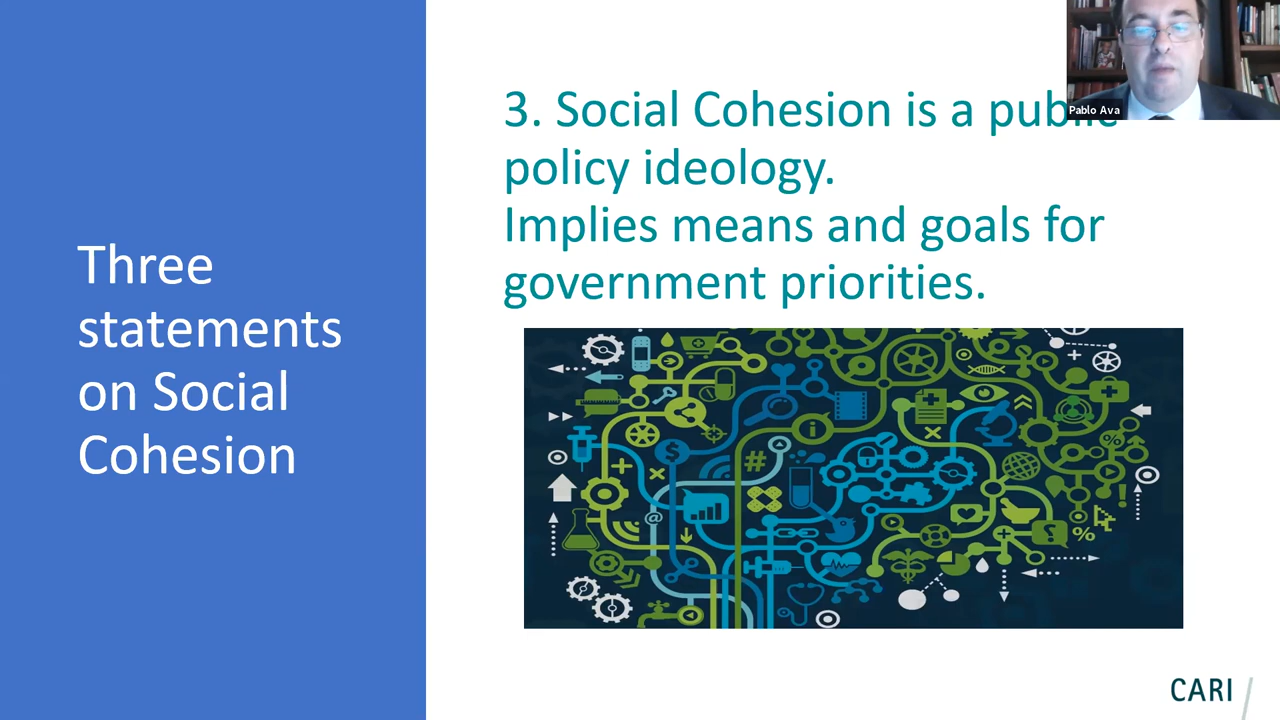 Three
statements
on Social
Cohesion
3. Social Cohesion is a public
policy ideology.
Implies means and goals for
government priorities.
Pablo Ava
CARI